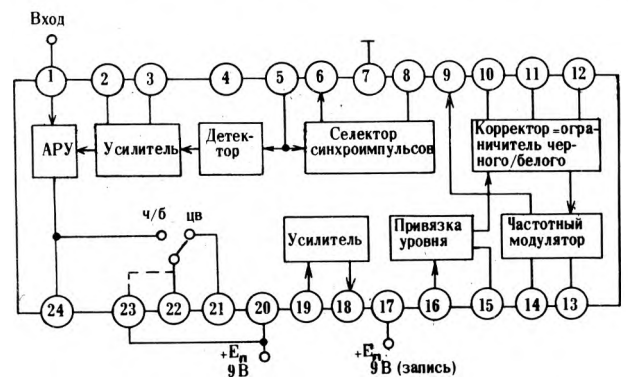 Вход
1 2 3 4 5 6 7 8 9 10 11 12
АРУ
Усилитель
Детек-
тор
Селектор
синхроимпульсов
Корректор=огра-
ничитель чер-
ного/белого
ч/б
цв
Усилитель
Привязка
уровня
Частотный
модулятор
24 23 22 21 20 19 18 17 16 15 14 13
+Eп
9В
+Eп
9В (запись)